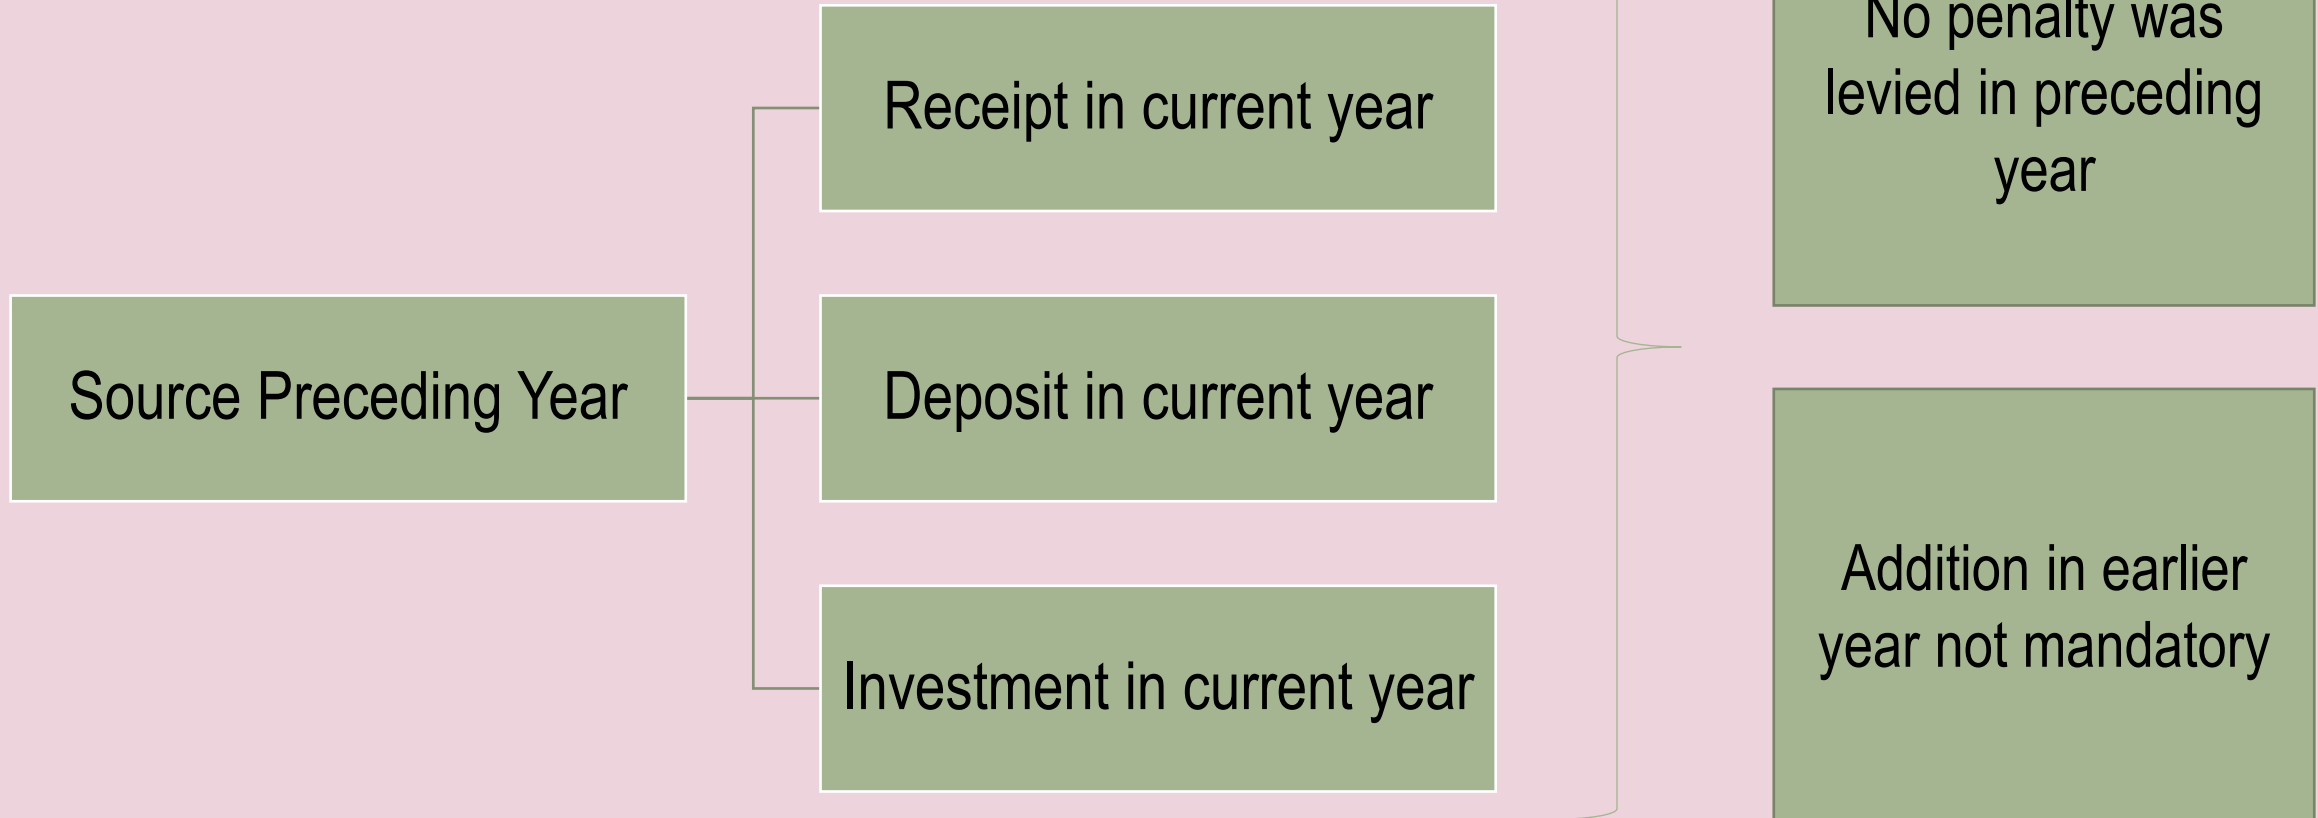 Source Preceding Year
Receipt in current year
Deposit in current year
Investment in current year
No penalty was
levied in preceding
year
Addition in earlier
year not mandatory